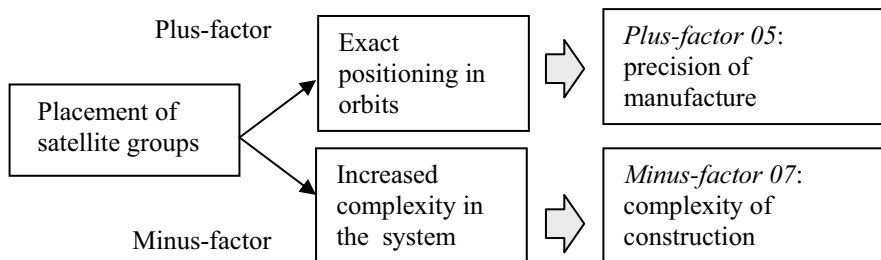 Plus-factor
Placement of
satellite groups
Exact
positioning in
orbits
Plus-factor 05:
precision of
manufacture
Minus-factor
Increased
complexity in
the system
Minus-factor 07:
complexity of
construction